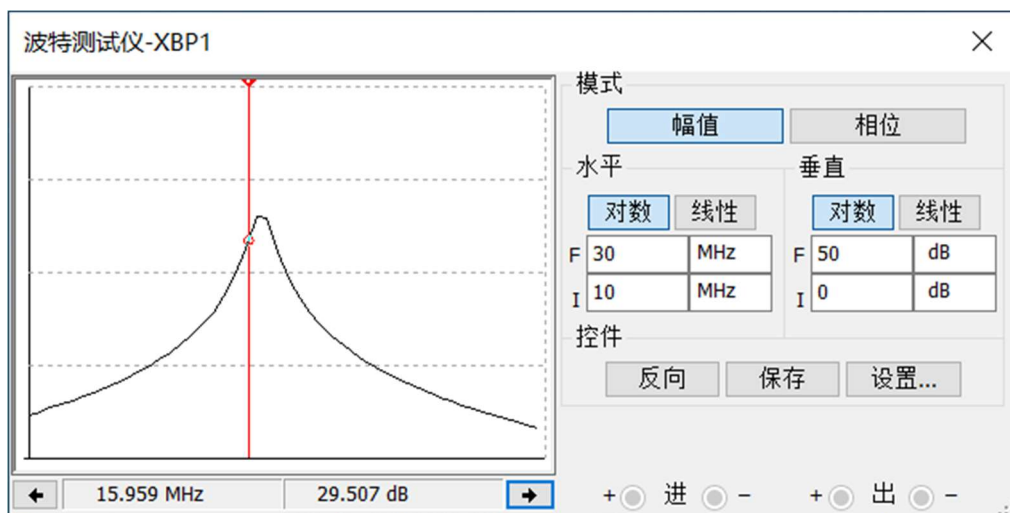 波特测试仪-XBP1
模式
幅值 相位
水平 垂直
对数 线性 对数 线性
F 30 MHz F 50 dB
I 10 MHz I 0 dB
控件
反向 保存 设置...
15.959 MHz 29.507 dB + 进 - + 出 -